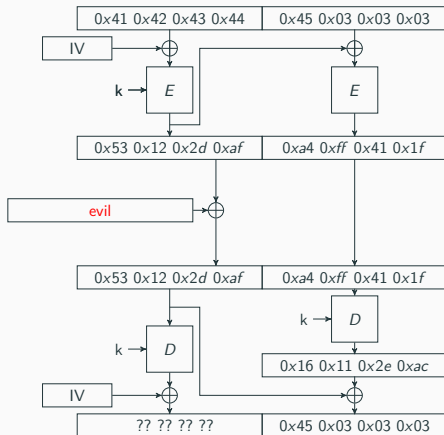 0x41 0x42 0x43 0x44 0x45 0x03 0x03 0x03
IV
k E E
0x53 0x12 0x2d 0xaf 0xa4 0xff 0x41 0x1f
evil
0x53 0x12 0x2d 0xaf 0xa4 0xff 0x41 0x1f
k D
k D
0x16 0x11 0x2e 0xac
IV
?? ?? ?? ?? 0x45 0x03 0x03 0x03